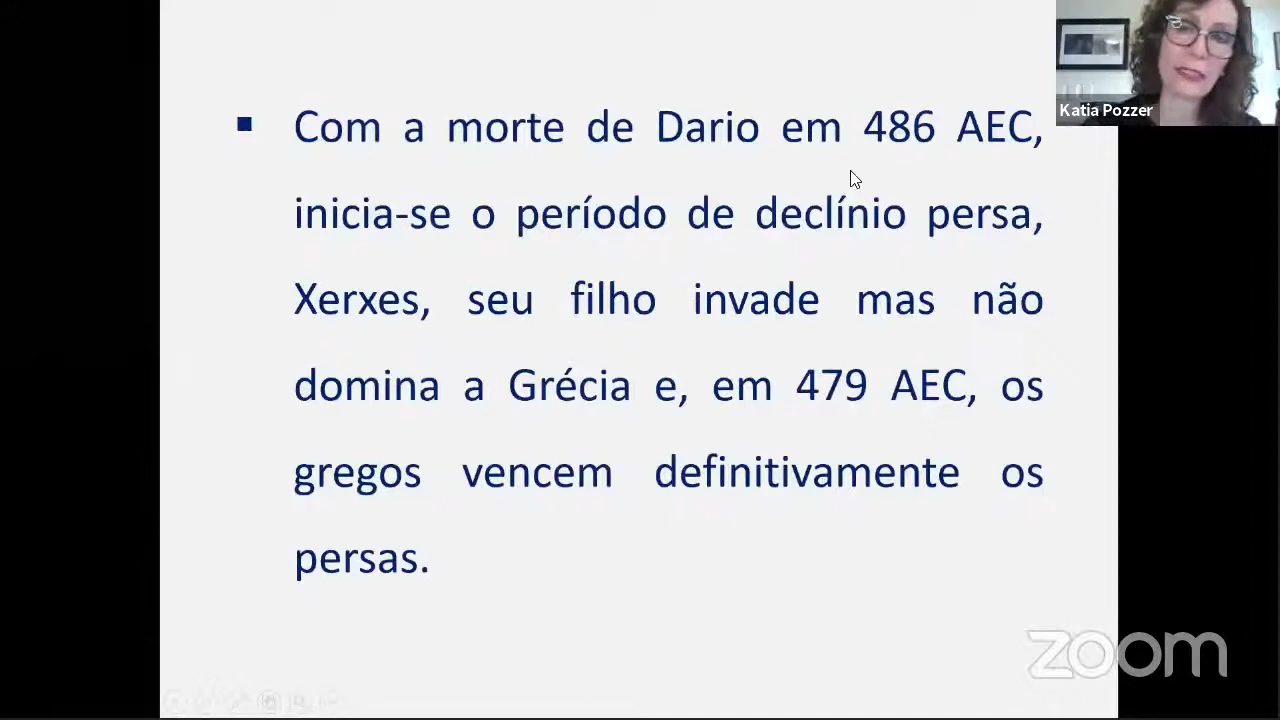 Katia Pozzer
▪ Com a morte de Dario em 486 AEC,
inicia-se o período de declínio persa,
Xerxes, seu filho invade mas não
domina a Grécia e, em 479 AEC, os
gregos vencem definitivamente os
persas.
zoom